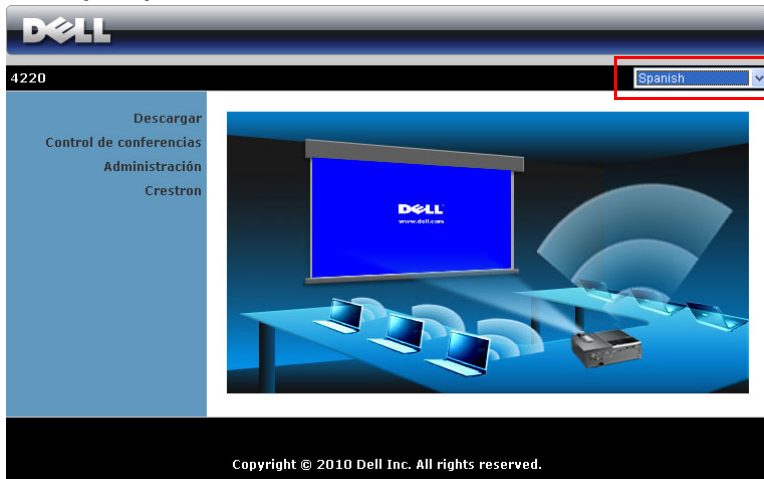 DELL
4220
Spanish
Descargar
Control de conferencias
Administración
Crestron
DELL
www.dell.com
Copyright © 2010 Dell Inc. All rights reserved.